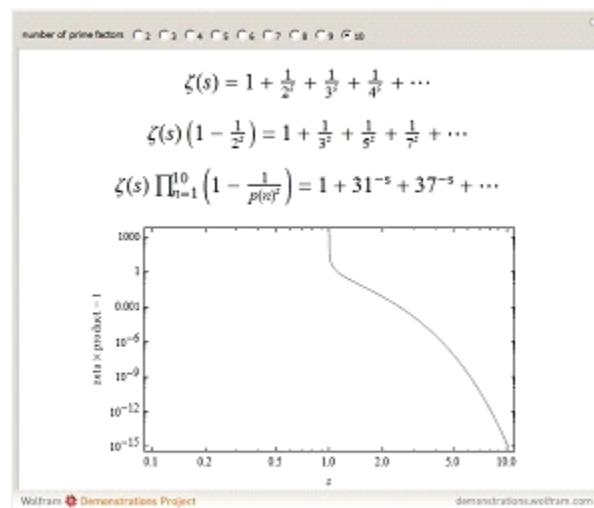 number of prime factors 2 3 4 5 6 7 8 9 10
ζ(s) = 1 + 1/2^s + 1/3^s + 1/4^s + ⋯
ζ(s) (1 − 1/2^s) = 1 + 1/3^s + 1/5^s + 1/7^s + ⋯
ζ(s) ∏_{n=1}^{10} (1 − 1/p(n)^s) = 1 + 31^{−s} + 37^{−s} + ⋯
zeta × product − 1
1000
1
0.001
10^{−6}
10^{−9}
10^{−12}
10^{−15}
0.1 0.2 0.5 1.0 2.0 5.0 10.0
s
Wolfram Demonstrations Project demonstrations.wolfram.com